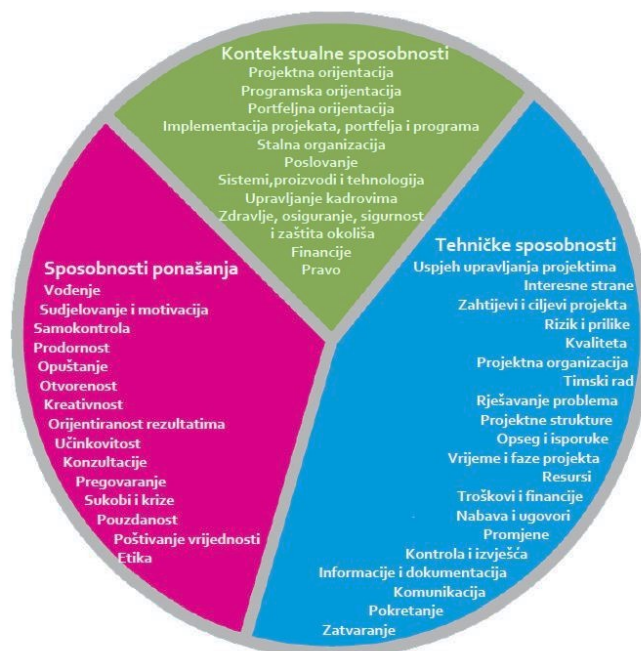 Kontekstualne sposobnosti
Projektna orijentacija
Programska orijentacija
Portfeljna orijentacija
Implementacija projekata, portfelja i programa
Stalna organizacija
Poslovanje
Sistemi,proizvodi i tehnologija
Upravljanje kadrovima
Zdravlje, osiguranje, sigurnost
i zaštita okoliša
Financije
Pravo
Sposobnosti ponašanja
Vođenje
Sudjelovanje i motivacija
Samokontrola
Prodornost
Opuštanje
Otvorenost
Kreativnost
Orijentiranost rezultatima
Učinkovitost
Konzultacije
Pregovaranje
Sukobi i krize
Pouzdanost
Poštivanje vrijednosti
Etika
Tehničke sposobnosti
Uspjeh upravljanja projektima
Interesne strane
Zahtijevi i ciljevi projekta
Rizik i prilike
Kvaliteta
Projektna organizacija
Timski rad
Rješavanje problema
Projektne strukture
Opseg i isporuke
Vrijeme i faze projekta
Resursi
Troškovi i financije
Nabava i ugovori
Promjene
Kontrola i izvješća
Informacije i dokumentacija
Komunikacija
Pokretanje
Zatvaranje